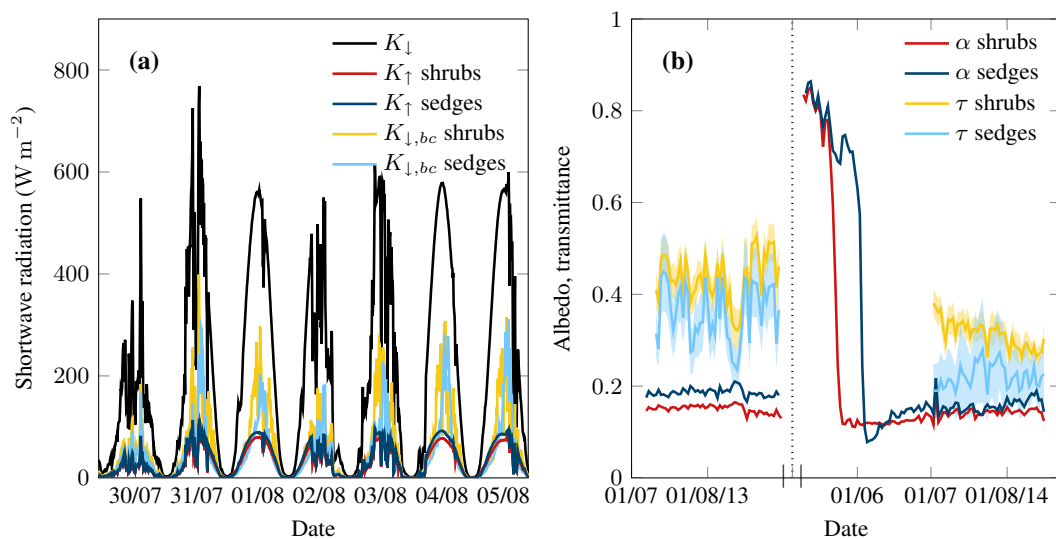 (a)
K↓
K↑ shrubs
K↑ sedges
K↓,bc shrubs
K↓,bc sedges
Shortwave radiation (W m−2)
800
600
400
200
0
30/07 31/07 01/08 02/08 03/08 04/08 05/08
Date
(b)
α shrubs
α sedges
τ shrubs
τ sedges
Albedo, transmittance
1
0.8
0.6
0.4
0.2
0
01/07 01/08/13 01/06 01/07 01/08/14
Date